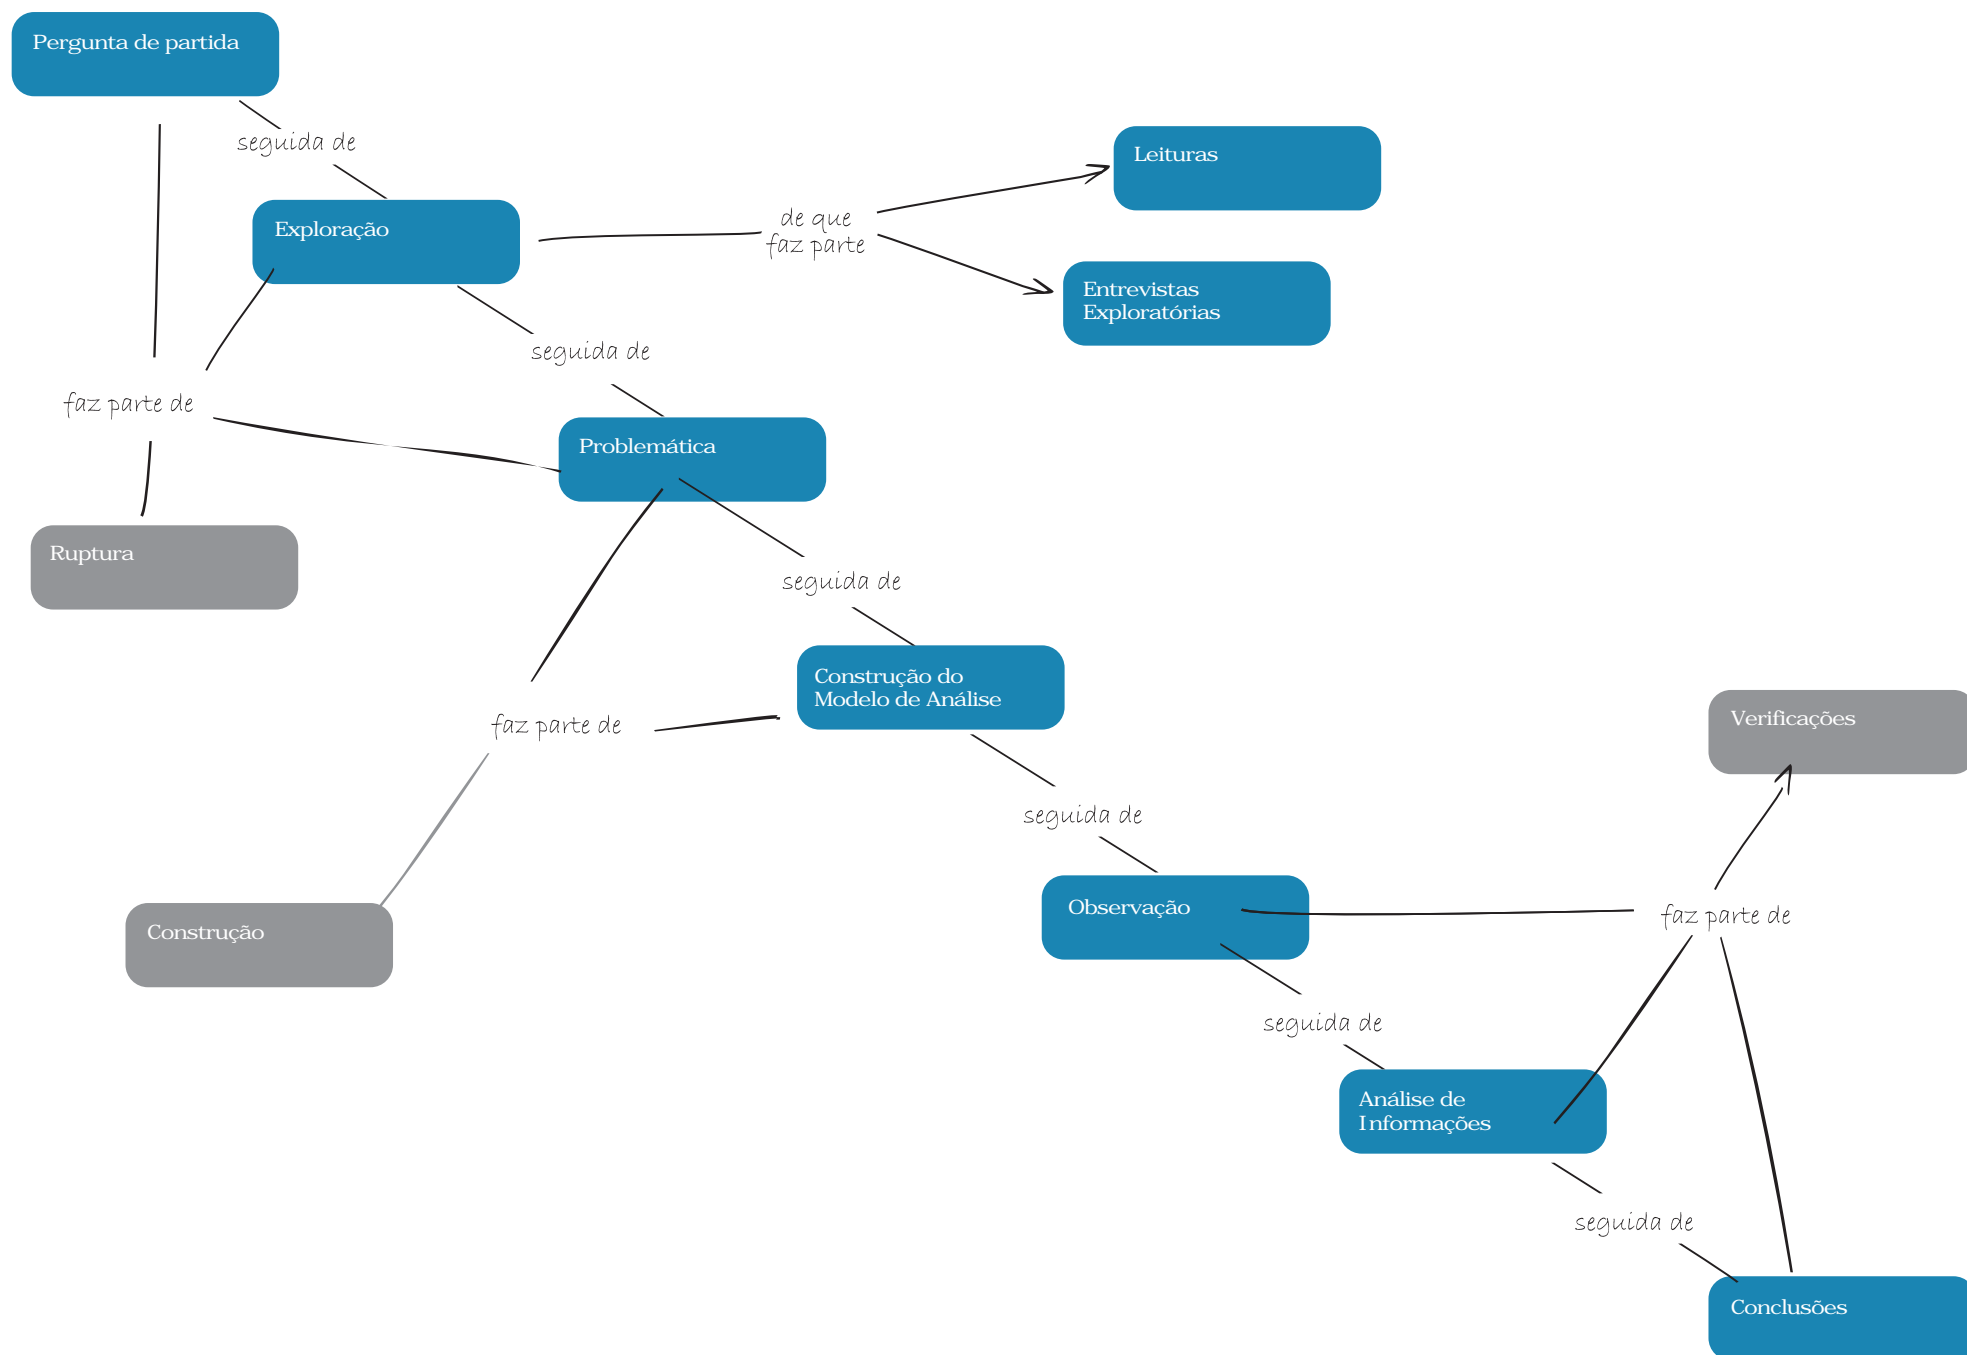 Pergunta de partida
seguida de
Leituras
de que
faz parte
Exploração
Entrevistas
Exploratórias
seguida de
faz parte de
Problemática
Ruptura
seguida de
Construção do
Modelo de Análise
faz parte de
Verificações
seguida de
Observação
faz parte de
Construção
seguida de
Análise de
Informações
seguida de
Conclusões